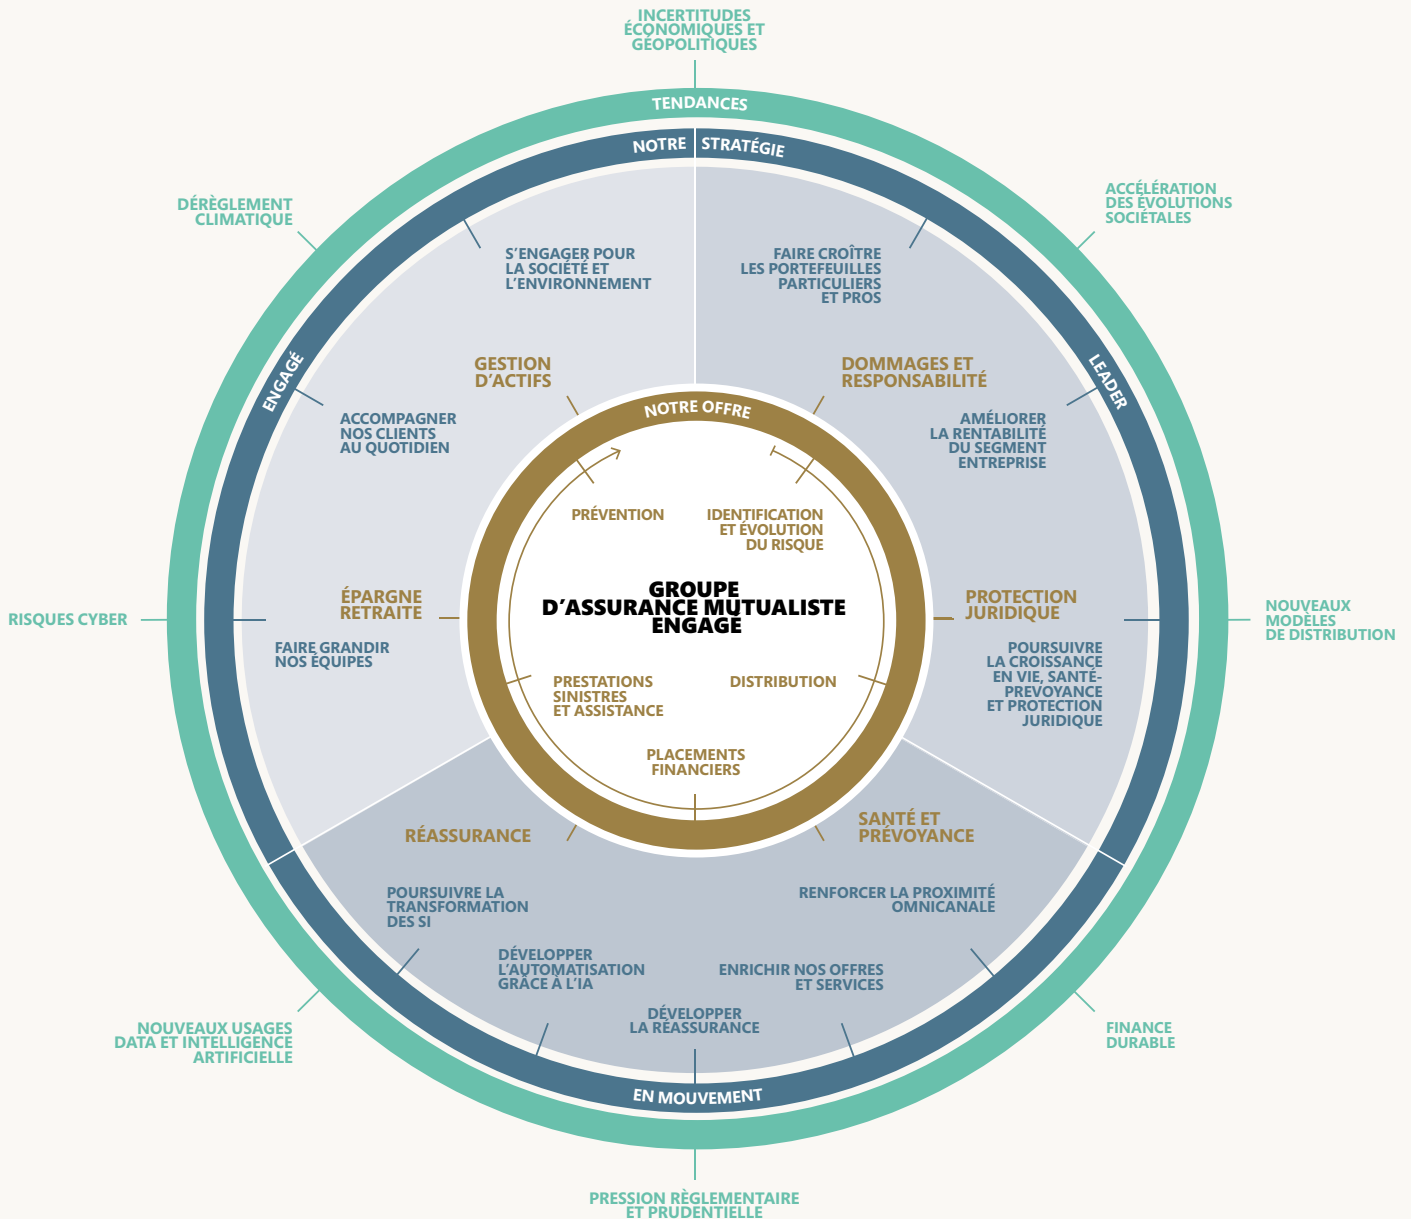 INCERTITUDES
ÉCONOMIQUES ET
GÉOPOLITIQUES
TENDANCES
NOTRE STRATÉGIE
DÉRÈGLEMENT
CLIMATIQUE
ACCÉLÉRATION
DES ÉVOLUTIONS
SOCIÉTALES
S'ENGAGER POUR
LA SOCIÉTÉ ET
L'ENVIRONNEMENT
FAIRE CROÎTRE
LES PORTEFEUILLES
PARTICULIERS
ET PROS
ENGAGÉ
LEADER
GESTION
D'ACTIFS
DOMMAGES ET
RESPONSABILITÉ
NOTRE OFFRE
ACCOMPAGNER
NOS CLIENTS
AU QUOTIDIEN
AMÉLIORER
LA RENTABILITÉ
DU SEGMENT
ENTREPRISE
PRÉVENTION
IDENTIFICATION
ET ÉVOLUTION
DU RISQUE
GROUPE
D'ASSURANCE MUTUALISTE
ENGAGÉ
RISQUES CYBER
ÉPARGNE
RETRAITE
PROTECTION
JURIDIQUE
NOUVEAUX
MODÈLES
DE DISTRIBUTION
FAIRE GRANDIR
NOS ÉQUIPES
POURSUIVRE
LA CROISSANCE
EN VIE, SANTÉ-
PREVOYANCE
ET PROTECTION
JURIDIQUE
PRESTATIONS
SINISTRES
ET ASSISTANCE
DISTRIBUTION
PLACEMENTS
FINANCIERS
RÉASSURANCE
SANTÉ ET
PRÉVOYANCE
POURSUIVRE LA
TRANSFORMATION
DES SI
RENFORCER LA PROXIMITÉ
OMNICANALE
DÉVELOPPER
L'AUTOMATISATION
GRÂCE À L'IA
ENRICHIR NOS OFFRES
ET SERVICES
DÉVELOPPER
LA RÉASSURANCE
NOUVEAUX USAGES
DATA ET INTELLIGENCE
ARTIFICIELLE
FINANCE
DURABLE
EN MOUVEMENT
PRESSION RÈGLEMENTAIRE
ET PRUDENTIELLE